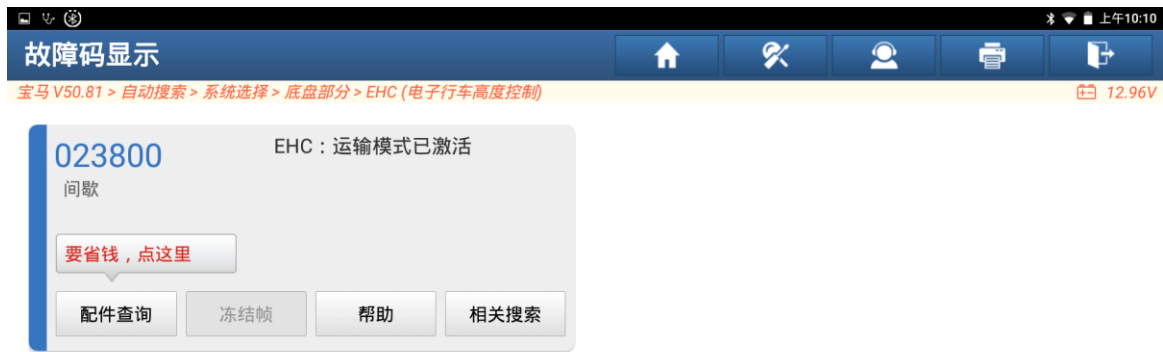 上午10:10
故障码显示
宝马 V50.81 > 自动搜索 > 系统选择 > 底盘部分 > EHC (电子行车高度控制)
12.96V
023800
EHC：运输模式已激活
间歇
要省钱，点这里
配件查询
冻结帧
帮助
相关搜索